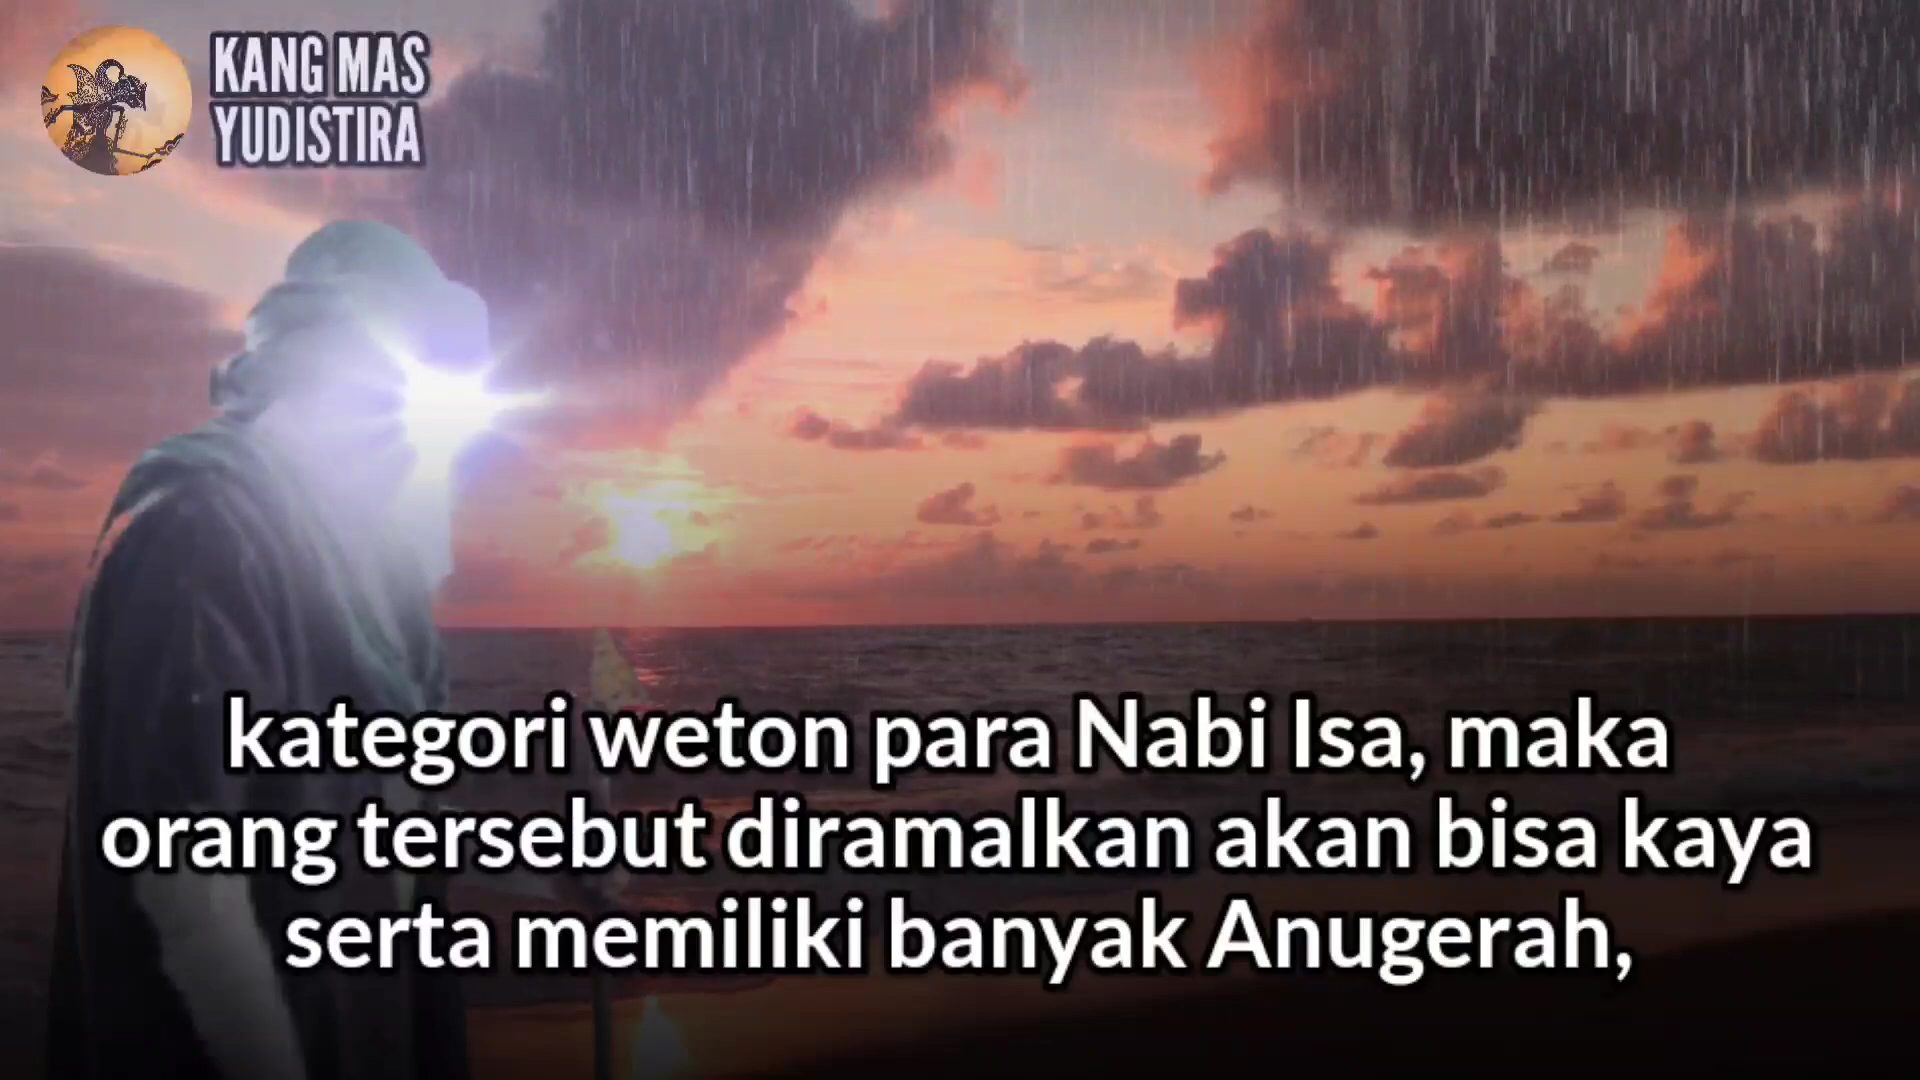 KANG MAS
YUDISTIRA
kategori weton para Nabi Isa, maka
orang tersebut diramalkan akan bisa kaya
serta memiliki banyak Anugerah,